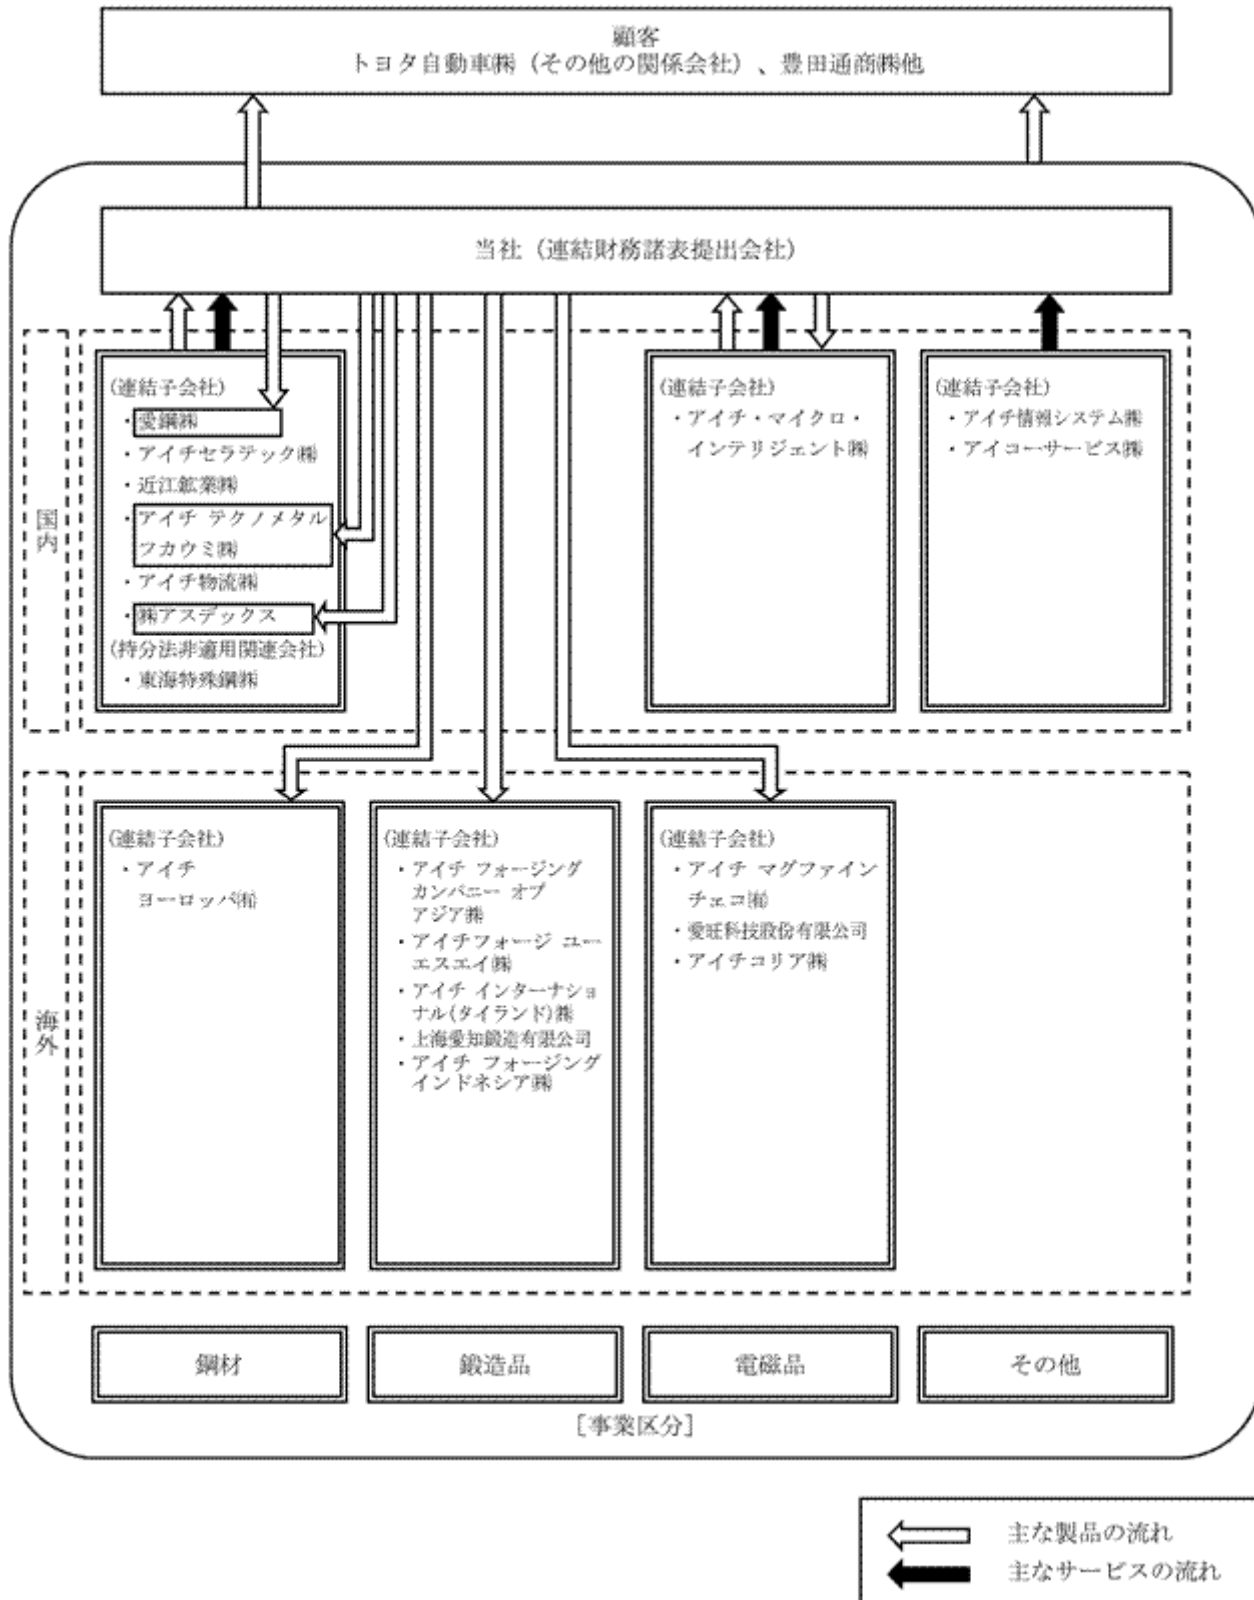 顧客
トヨタ自動車㈱（その他の関係会社）、豊田通商㈱他
当社（連結財務諸表提出会社）
国内
(連結子会社)
・愛鋼㈱
・アイチセラテック㈱
・近江鉱業㈱
・アイチ テクノメタル
フカウミ㈱
・アイチ物流㈱
・㈱アスデックス
(持分法非適用関連会社)
・東海特殊鋼㈱
(連結子会社)
・アイチ・マイクロ・
インテリジェント㈱
(連結子会社)
・アイチ情報システム㈱
・アイコーサービス㈱
海外
(連結子会社)
・アイチ
ヨーロッパ㈲
(連結子会社)
・アイチ フォージング
カンパニー オブ
アジア㈱
・アイチフォージ ユー
エスエイ㈱
・アイチ インターナショ
ナル(タイランド)㈱
・上海愛知鍛造有限公司
・アイチ フォージング
インドネシア㈱
(連結子会社)
・アイチ マグファイン
チェコ㈲
・愛旺科技股份有限公司
・アイチコリア㈱
鋼材
鍛造品
電磁品
その他
［事業区分］
主な製品の流れ
主なサービスの流れ